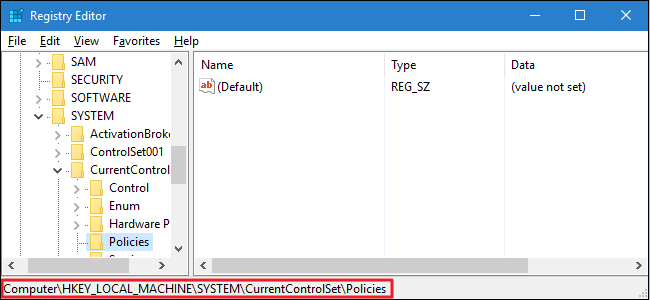 Registry Editor
File Edit View Favorites Help
SAM
SECURITY
SOFTWARE
SYSTEM
ActivationBroke
ControlSet001
CurrentControl
Control
Enum
Hardware P
Policies
Name Type Data
ab (Default) REG_SZ (value not set)
Computer\HKEY_LOCAL_MACHINE\SYSTEM\CurrentControlSet\Policies